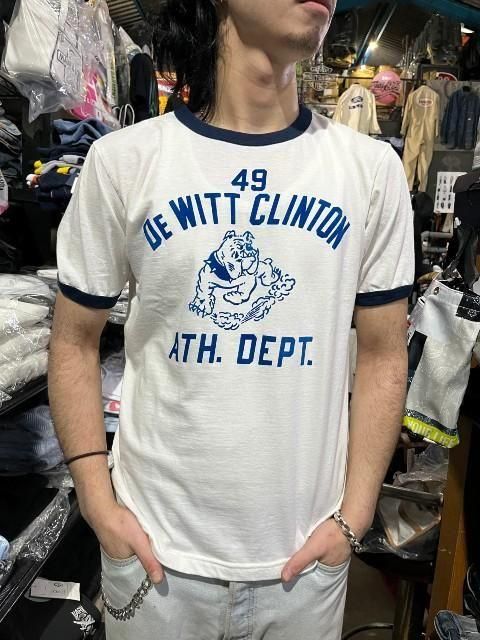 49
De WITT CLINTON
ATH. DEPT.